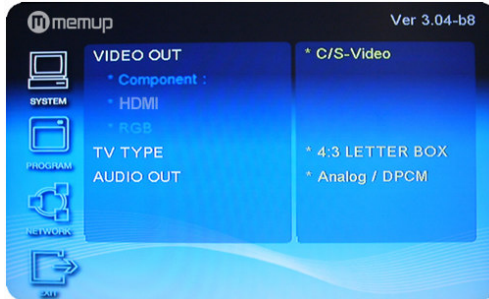 memup
Ver 3.04-b8
SYSTEM
PROGRAM
NETWORK
EXIT
VIDEO OUT
* C/S-Video
* Component :
* HDMI
* RGB
TV TYPE
* 4:3 LETTER BOX
AUDIO OUT
* Analog / DPCM